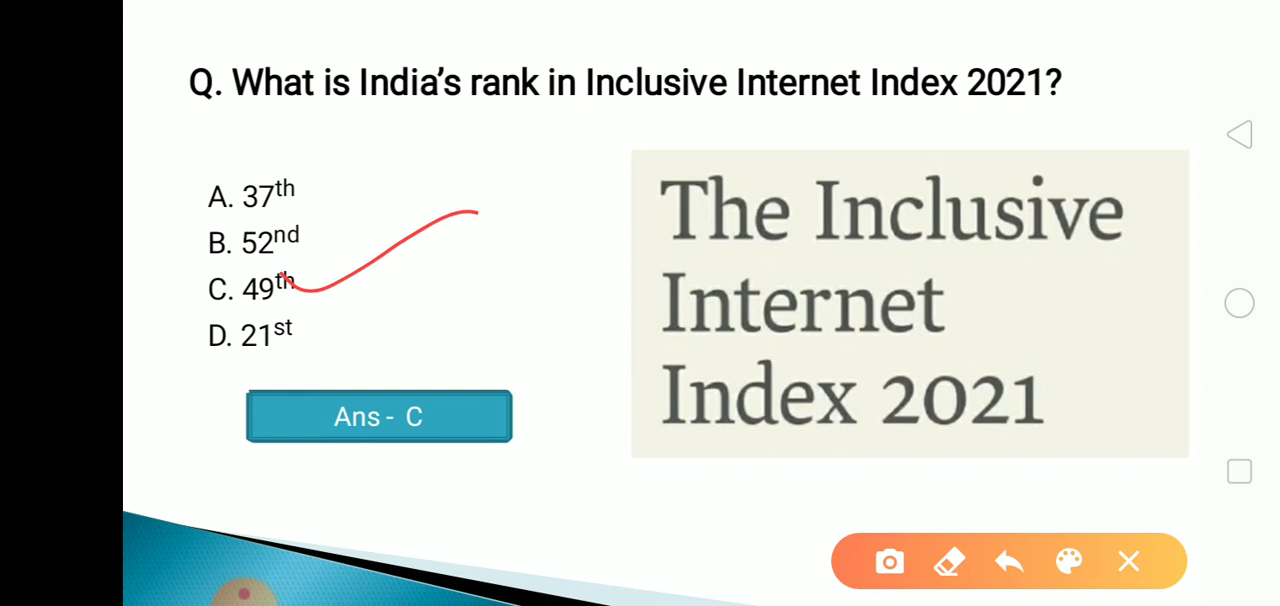 Q. What is India's rank in Inclusive Internet Index 2021?
A. 37th
B. 52nd
C. 49th
D. 21st
Ans - C
The Inclusive
Internet
Index 2021